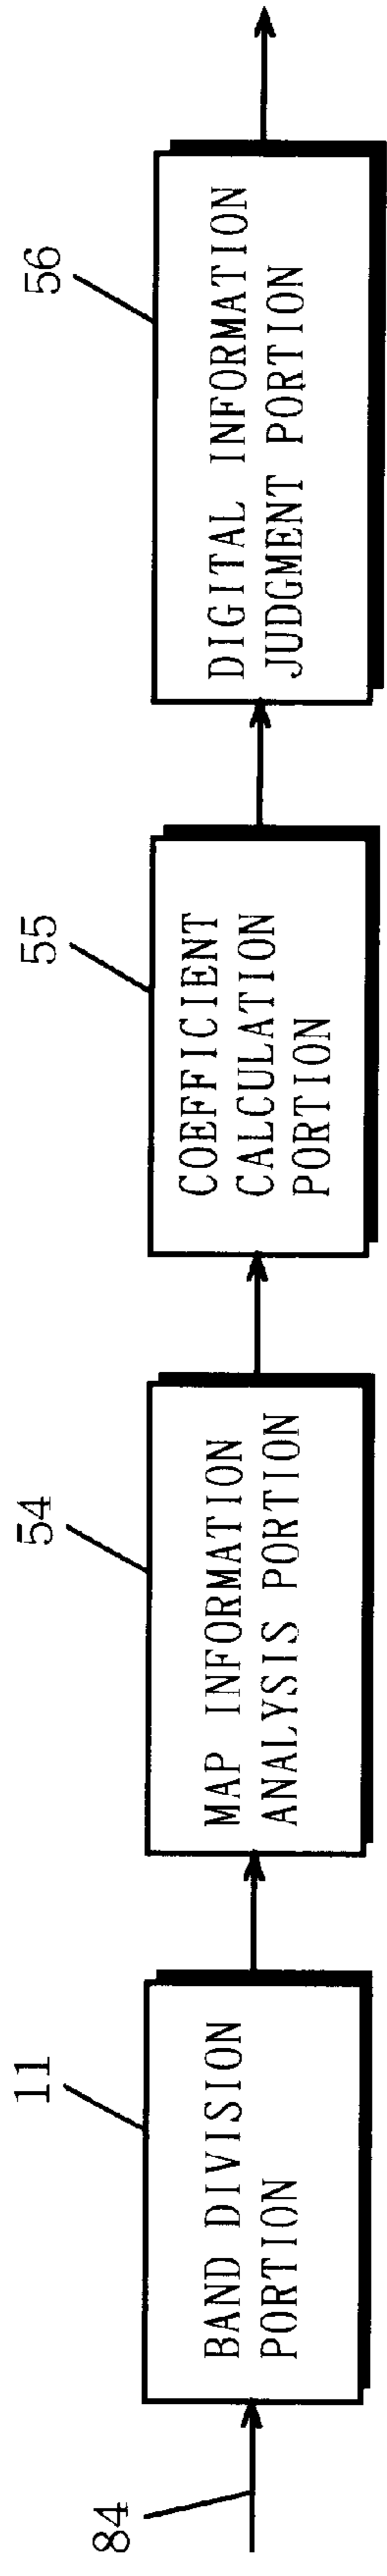 84
11
BAND DIVISION
PORTION
54
MAP INFORMATION
ANALYSIS PORTION
55
COEFFICIENT
CALCULATION
PORTION
56
DIGITAL INFORMATION
JUDGMENT PORTION